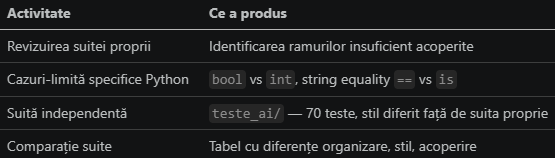 Activitate Ce a produs
Revizuirea suitei proprii Identificarea ramurilor insuficient acoperite
Cazuri-limită specifice Python bool vs int, string equality == vs is
Suită independentă teste_ai/ — 70 teste, stil diferit față de suita proprie
Comparație suite Tabel cu diferențe organizare, stil, acoperire